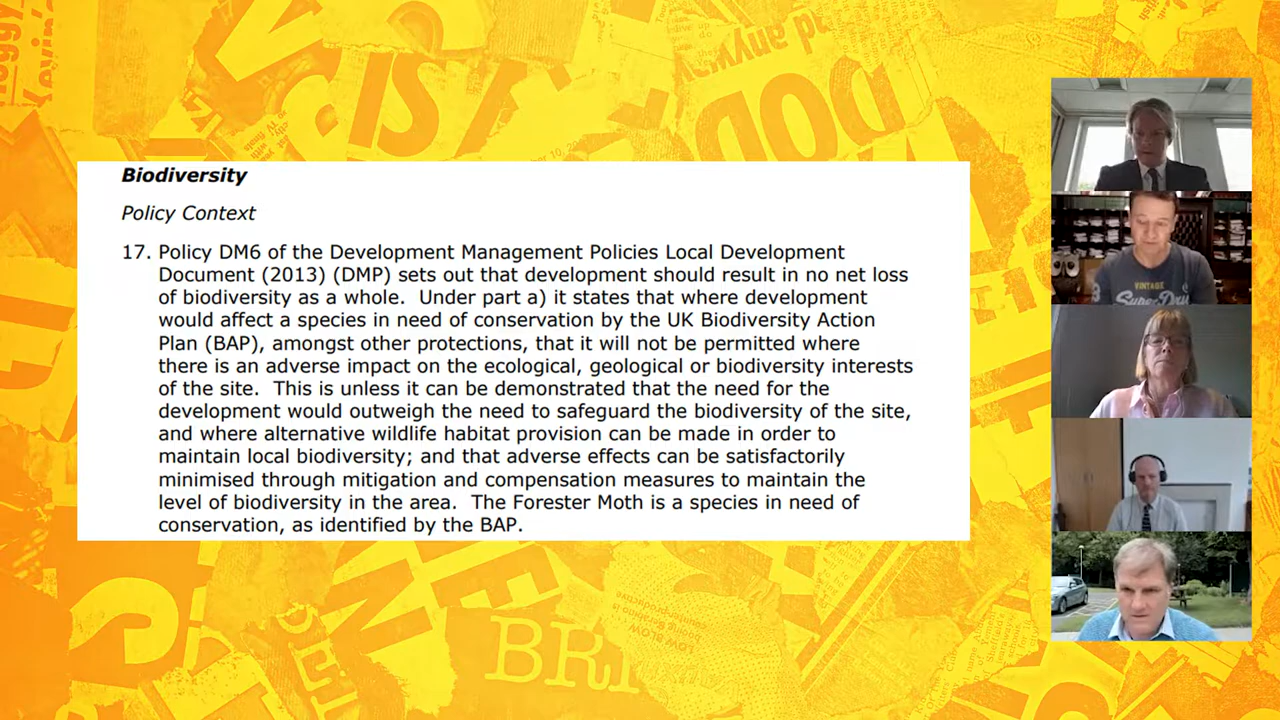 Biodiversity
Policy Context
17. Policy DM6 of the Development Management Policies Local Development
Document (2013) (DMP) sets out that development should result in no net loss
of biodiversity as a whole. Under part a) it states that where development
would affect a species in need of conservation by the UK Biodiversity Action
Plan (BAP), amongst other protections, that it will not be permitted where
there is an adverse impact on the ecological, geological or biodiversity interests
of the site. This is unless it can be demonstrated that the need for the
development would outweigh the need to safeguard the biodiversity of the site,
and where alternative wildlife habitat provision can be made in order to
maintain local biodiversity; and that adverse effects can be satisfactorily
minimised through mitigation and compensation measures to maintain the
level of biodiversity in the area. The Forester Moth is a species in need of
conservation, as identified by the BAP.
VINTAGE